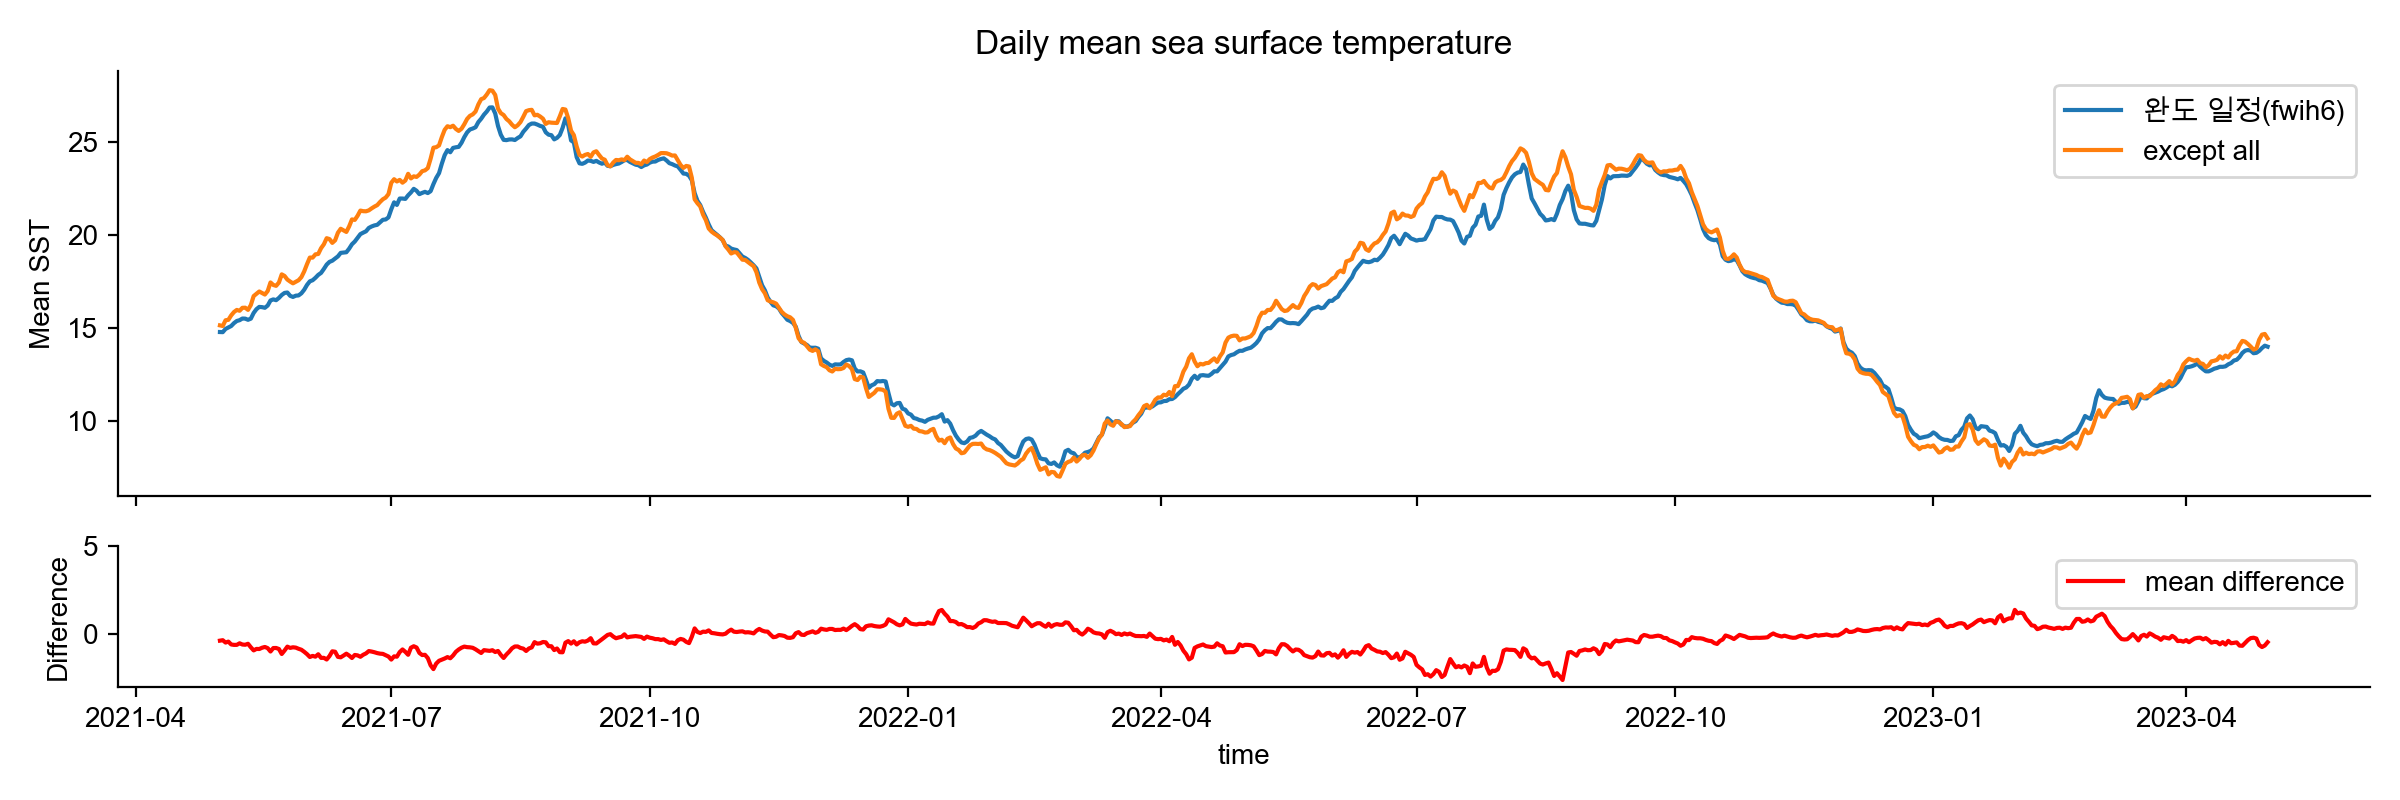 Daily mean sea surface temperature
완도 일정(fwih6)
except all
Mean SST
25
20
15
10
mean difference
Difference
5
0
2021-04 2021-07 2021-10 2022-01 2022-04 2022-07 2022-10 2023-01 2023-04
time